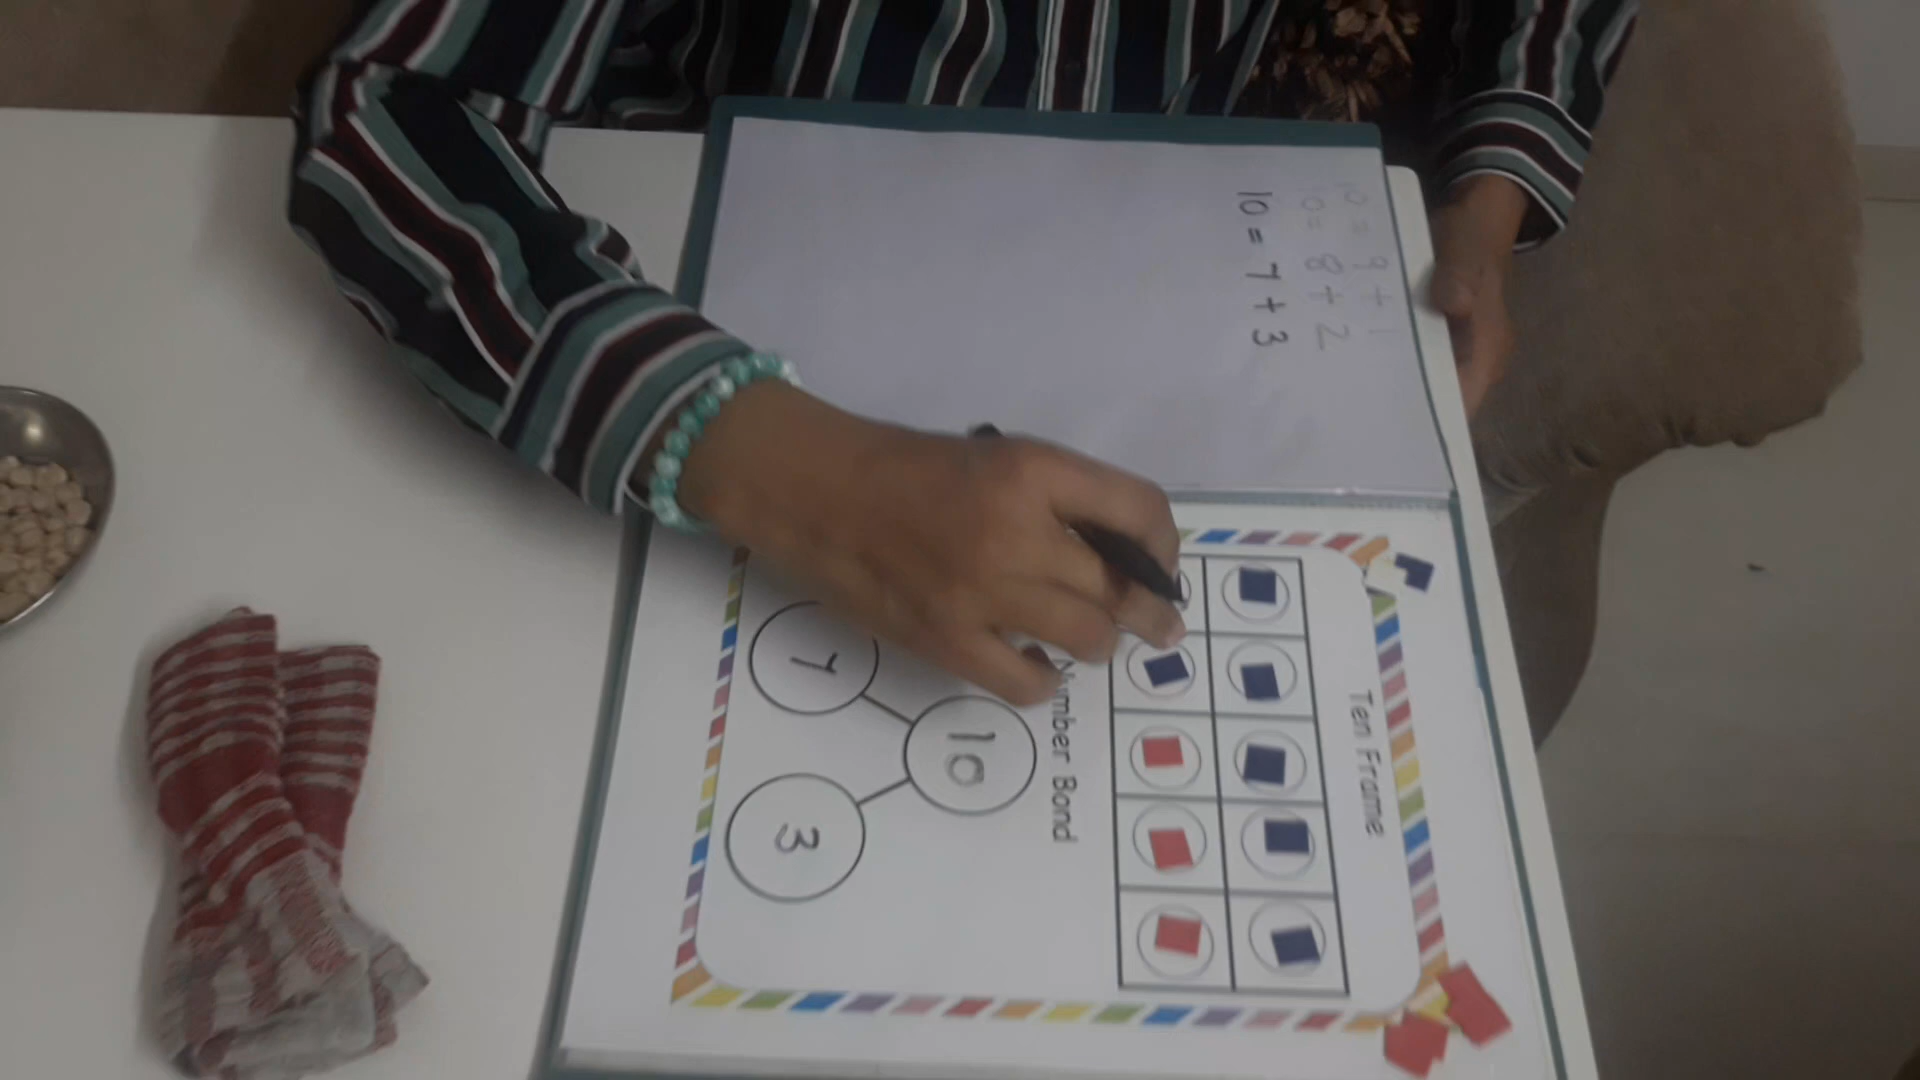 10 = 9 + 1
10 = 8 + 2
10 = 7 + 3
Ten Frame
Number Bond
10
7
3